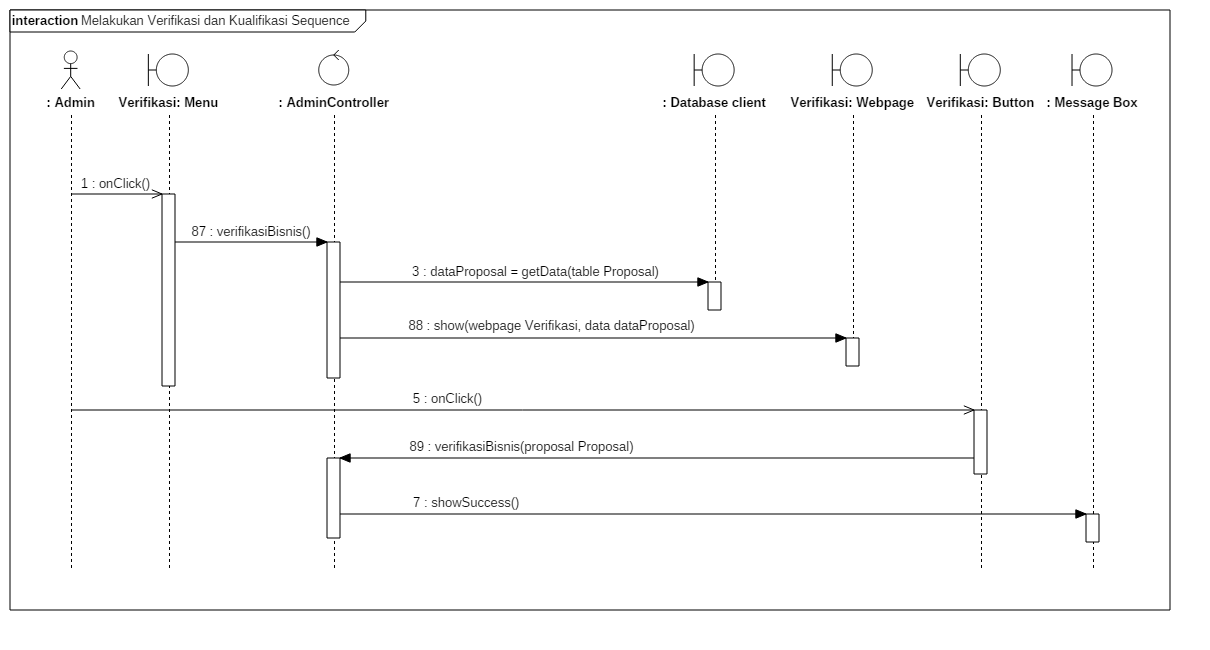 interaction Melakukan Verifikasi dan Kualifikasi Sequence
: Admin
Verifikasi: Menu
: AdminController
: Database client
Verifikasi: Webpage
Verifikasi: Button
: Message Box
1 : onClick()
87 : verifikasiBisnis()
3 : dataProposal = getData(table Proposal)
88 : show(webpage Verifikasi, data dataProposal)
5 : onClick()
89 : verifikasiBisnis(proposal Proposal)
7 : showSuccess()